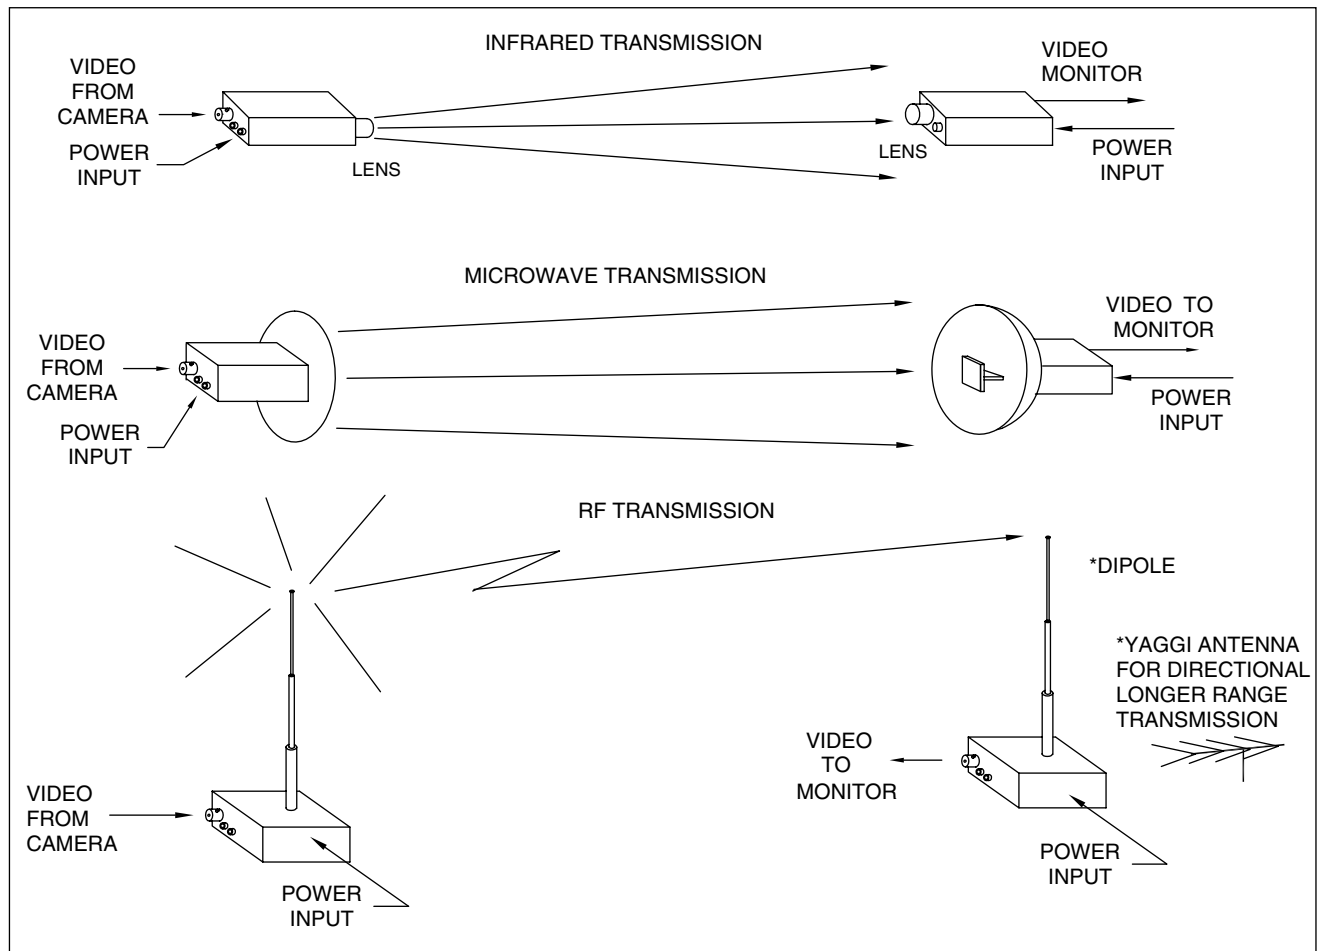 INFRARED TRANSMISSION
VIDEO
FROM
CAMERA
POWER
INPUT
LENS
LENS
VIDEO
MONITOR
POWER
INPUT
MICROWAVE TRANSMISSION
VIDEO
FROM
CAMERA
POWER
INPUT
VIDEO TO
MONITOR
POWER
INPUT
RF TRANSMISSION
*DIPOLE
*YAGGI ANTENNA
FOR DIRECTIONAL
LONGER RANGE
TRANSMISSION
VIDEO
FROM
CAMERA
POWER
INPUT
VIDEO
TO
MONITOR
POWER
INPUT